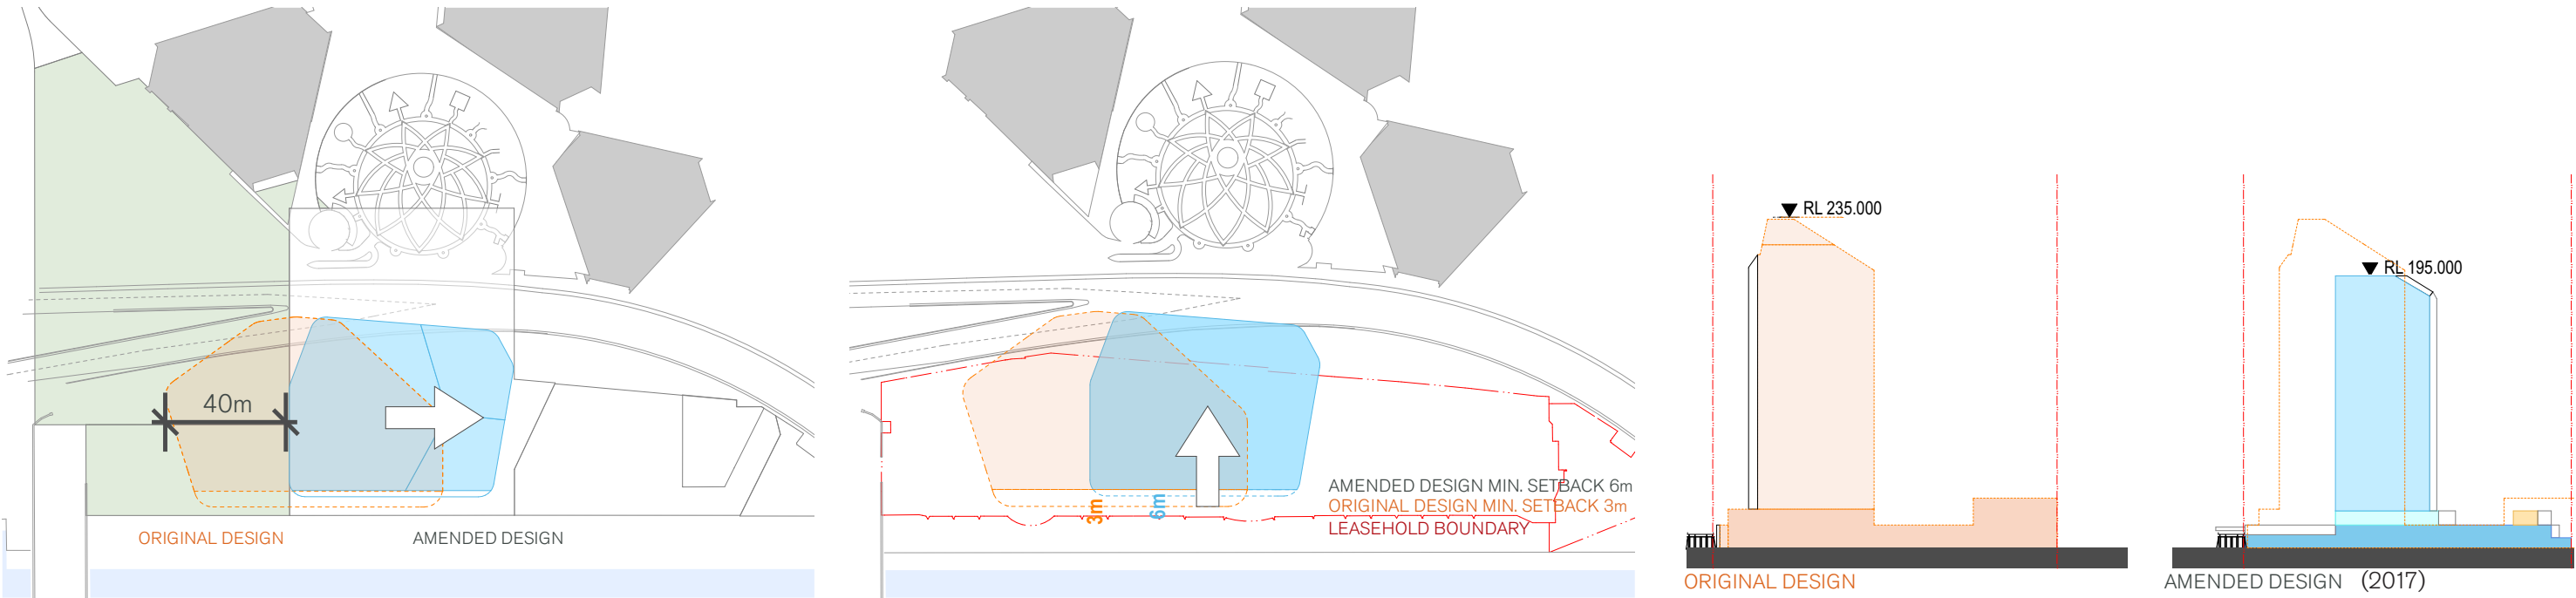 40m
ORIGINAL DESIGN
AMENDED DESIGN
3m
6m
AMENDED DESIGN MIN. SETBACK 6m
ORIGINAL DESIGN MIN. SETBACK 3m
LEASEHOLD BOUNDARY
RL 235.000
ORIGINAL DESIGN
RL 195.000
AMENDED DESIGN (2017)